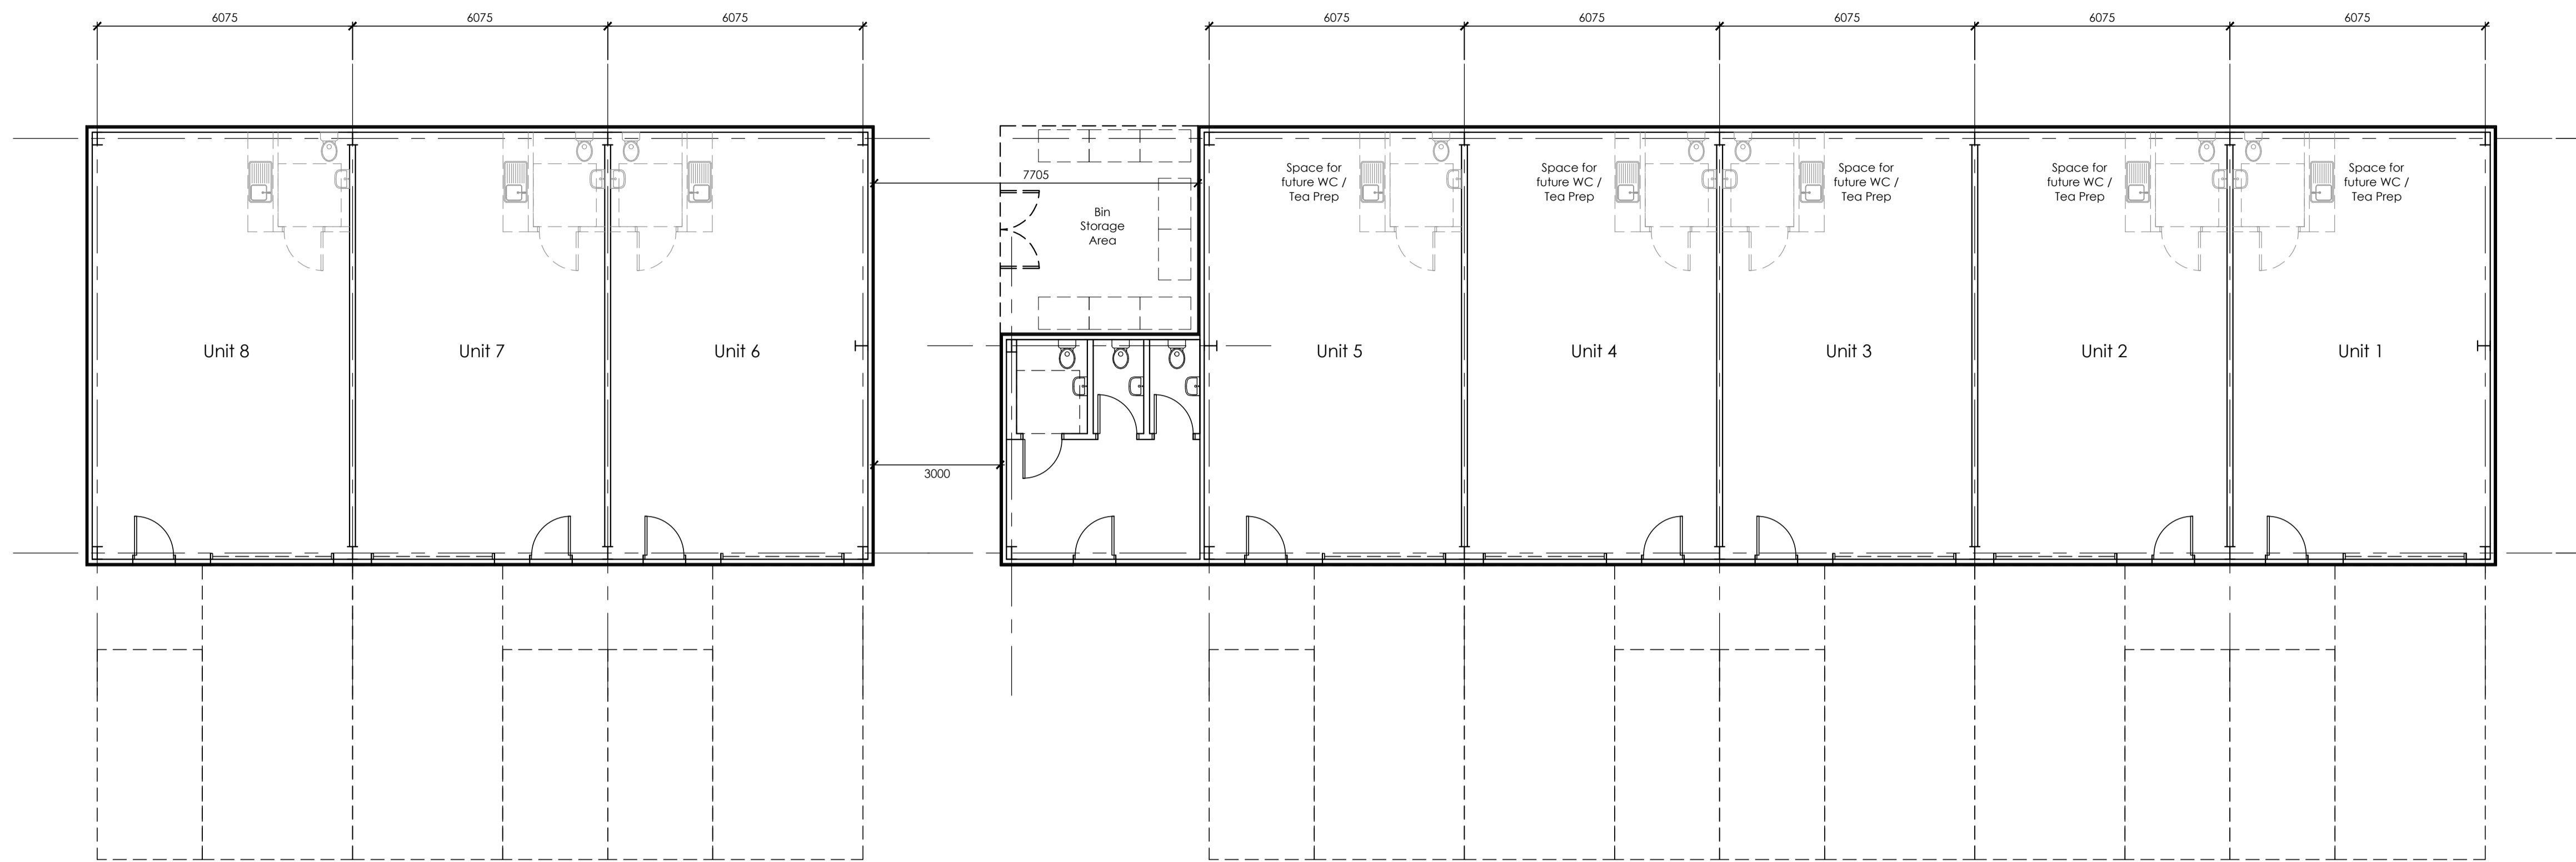 6075
6075
6075
6075
6075
6075
6075
6075
Space for
future WC /
Tea Prep
Space for
future WC /
Tea Prep
Space for
future WC /
Tea Prep
Space for
future WC /
Tea Prep
Space for
future WC /
Tea Prep
7705
Bin
Storage
Area
Unit 8
Unit 7
Unit 6
Unit 5
Unit 4
Unit 3
Unit 2
Unit 1
3000